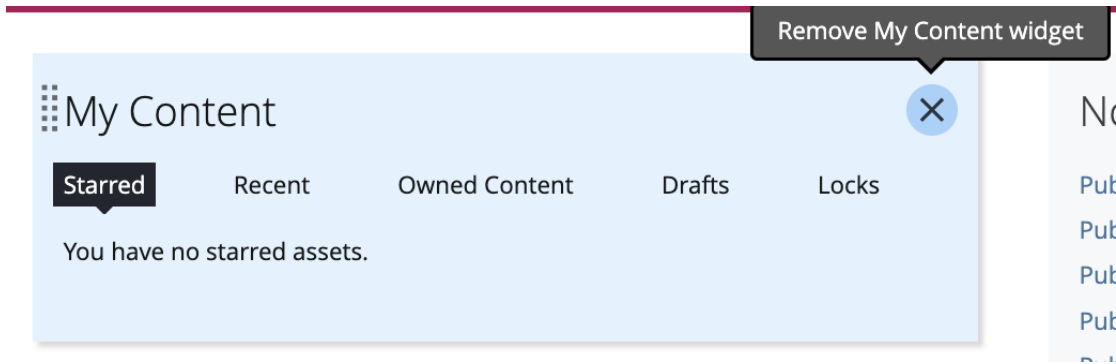 Remove My Content widget
My Content
Starred Recent Owned Content Drafts Locks
You have no starred assets.